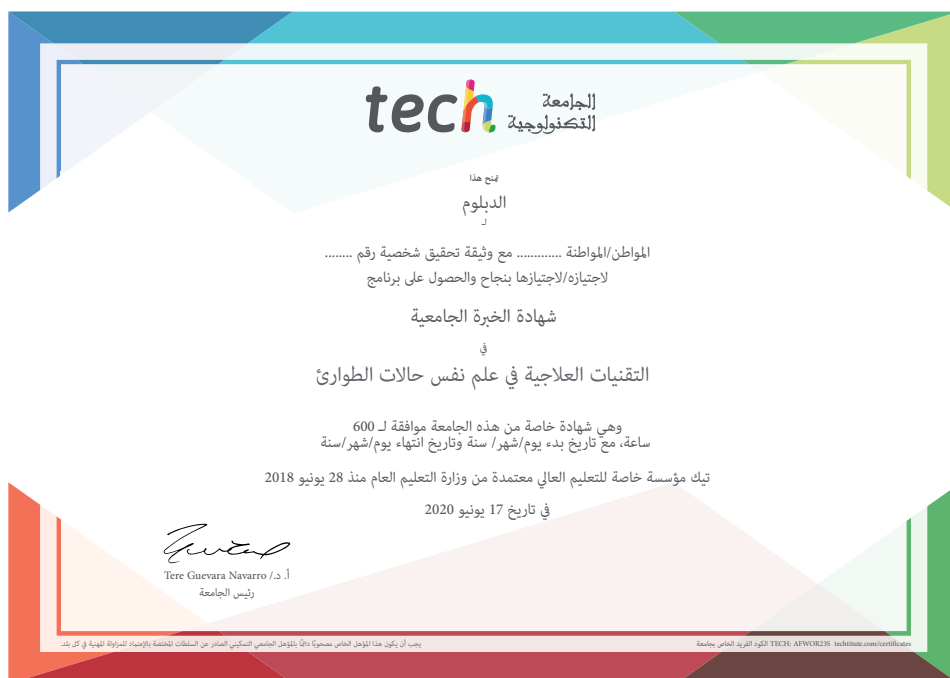 tech الجامعة
التكنولوجية
تمنح هذا
الدبلوم
لـ
المواطن/المواطنة ............. مع وثيقة تحقيق شخصية رقم ........
لاجتيازه/لاجتيازها بنجاح والحصول على برنامج
شهادة الخبرة الجامعية
في
التقنيات العلاجية في علم نفس حالات الطوارئ
وهي شهادة خاصة من هذه الجامعة موافقة لـ 600
ساعة، مع تاريخ بدء يوم/شهر/ سنة وتاريخ انتهاء يوم/شهر/سنة
تيك مؤسسة خاصة للتعليم العالي معتمدة من وزارة التعليم العام منذ 28 يونيو 2018
في تاريخ 17 يونيو 2020
أ. د./ Tere Guevara Navarro
رئيس الجامعة
يجب أن يكون هذا المؤهل الخاص مصحوبًا دائمًا بالمؤهل الجامعي التمكيني الصادر عن السلطات المختصة بالإعتماد للمزاولة المهنية في كل بلد.
الكود الفريد الخاص بجامعة TECH: AFWOR23S techtitute.com/certificates